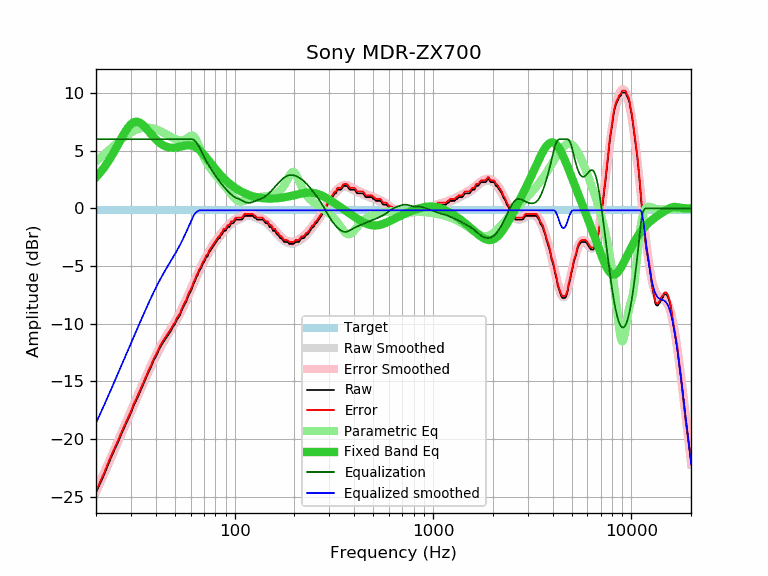 Sony MDR-ZX700
10
5
0
−5
−10
−15
−20
−25
Amplitude (dBr)
Target
Raw Smoothed
Error Smoothed
Raw
Error
Parametric Eq
Fixed Band Eq
Equalization
Equalized smoothed
100
1000
10000
Frequency (Hz)